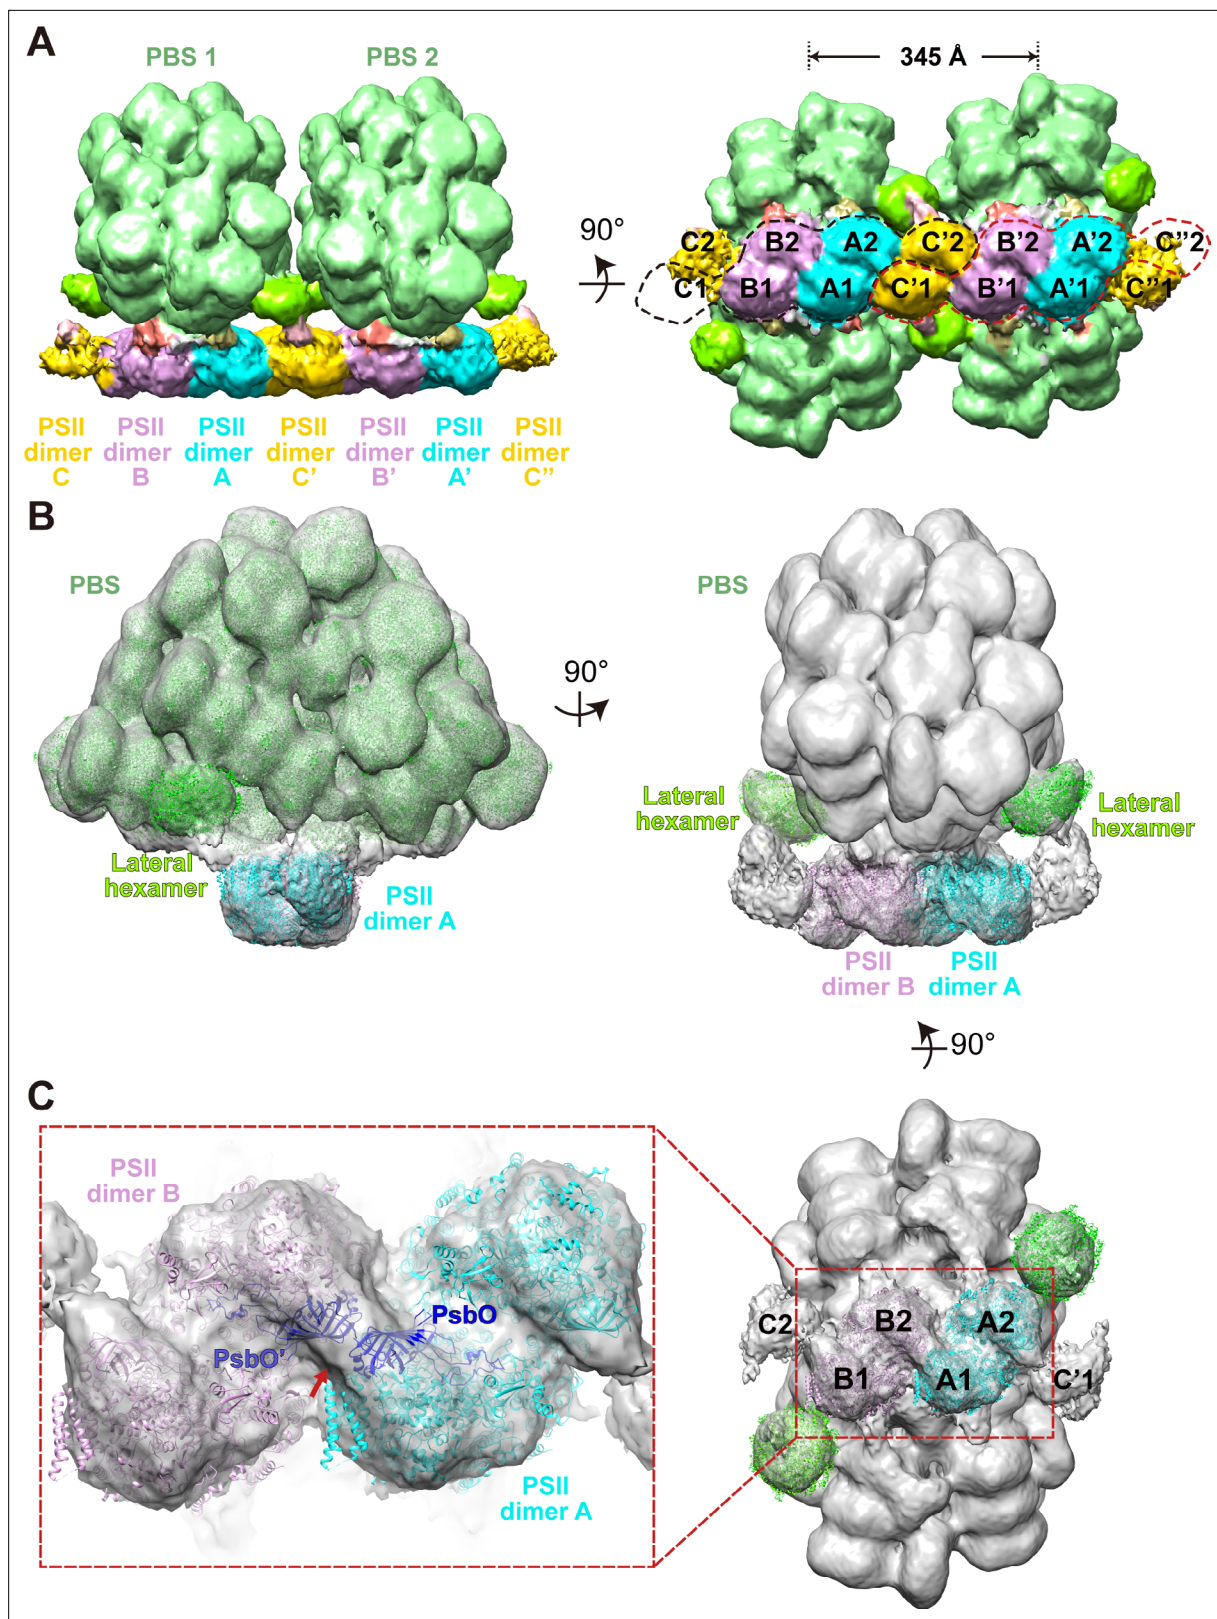 A
PBS 1
PBS 2
345 Å
90°
C2
B2
A2
C'2
B'2
A'2
C''2
C1
B1
A1
C'1
B'1
A'1
C''1
PSII
dimer
C
PSII
dimer
B
PSII
dimer
A
PSII
dimer
C'
PSII
dimer
B'
PSII
dimer
A'
PSII
dimer
C''
B
PBS
Lateral
hexamer
PSII
dimer A
90°
PBS
Lateral
hexamer
Lateral
hexamer
PSII
dimer B
PSII
dimer A
90°
C
PSII
dimer B
PsbO'
PsbO
PSII
dimer A
C2
B2
A2
B1
A1
C'1